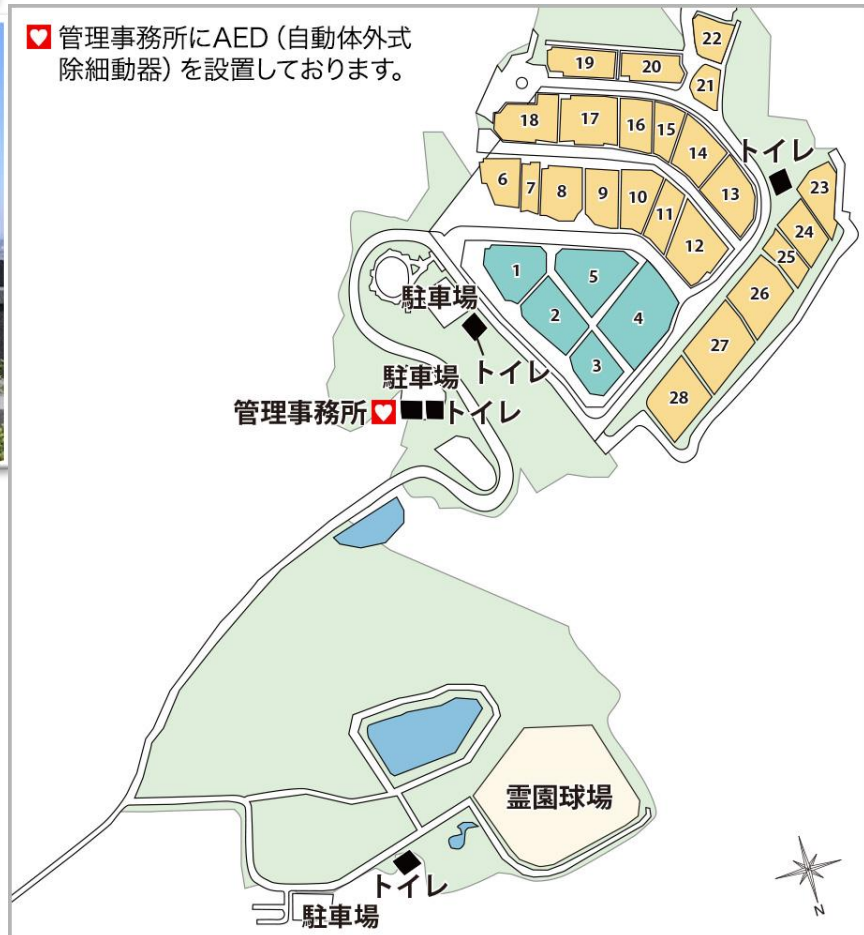 管理事務所にAED（自動体外式
除細動器）を設置しております。
22
19
20
21
18
17
16
15
14
トイレ
13
23
6
7
8
9
10
11
12
24
25
1
5
26
2
4
27
3
28
駐車場
トイレ
駐車場
管理事務所
トイレ
霊園球場
トイレ
駐車場
N